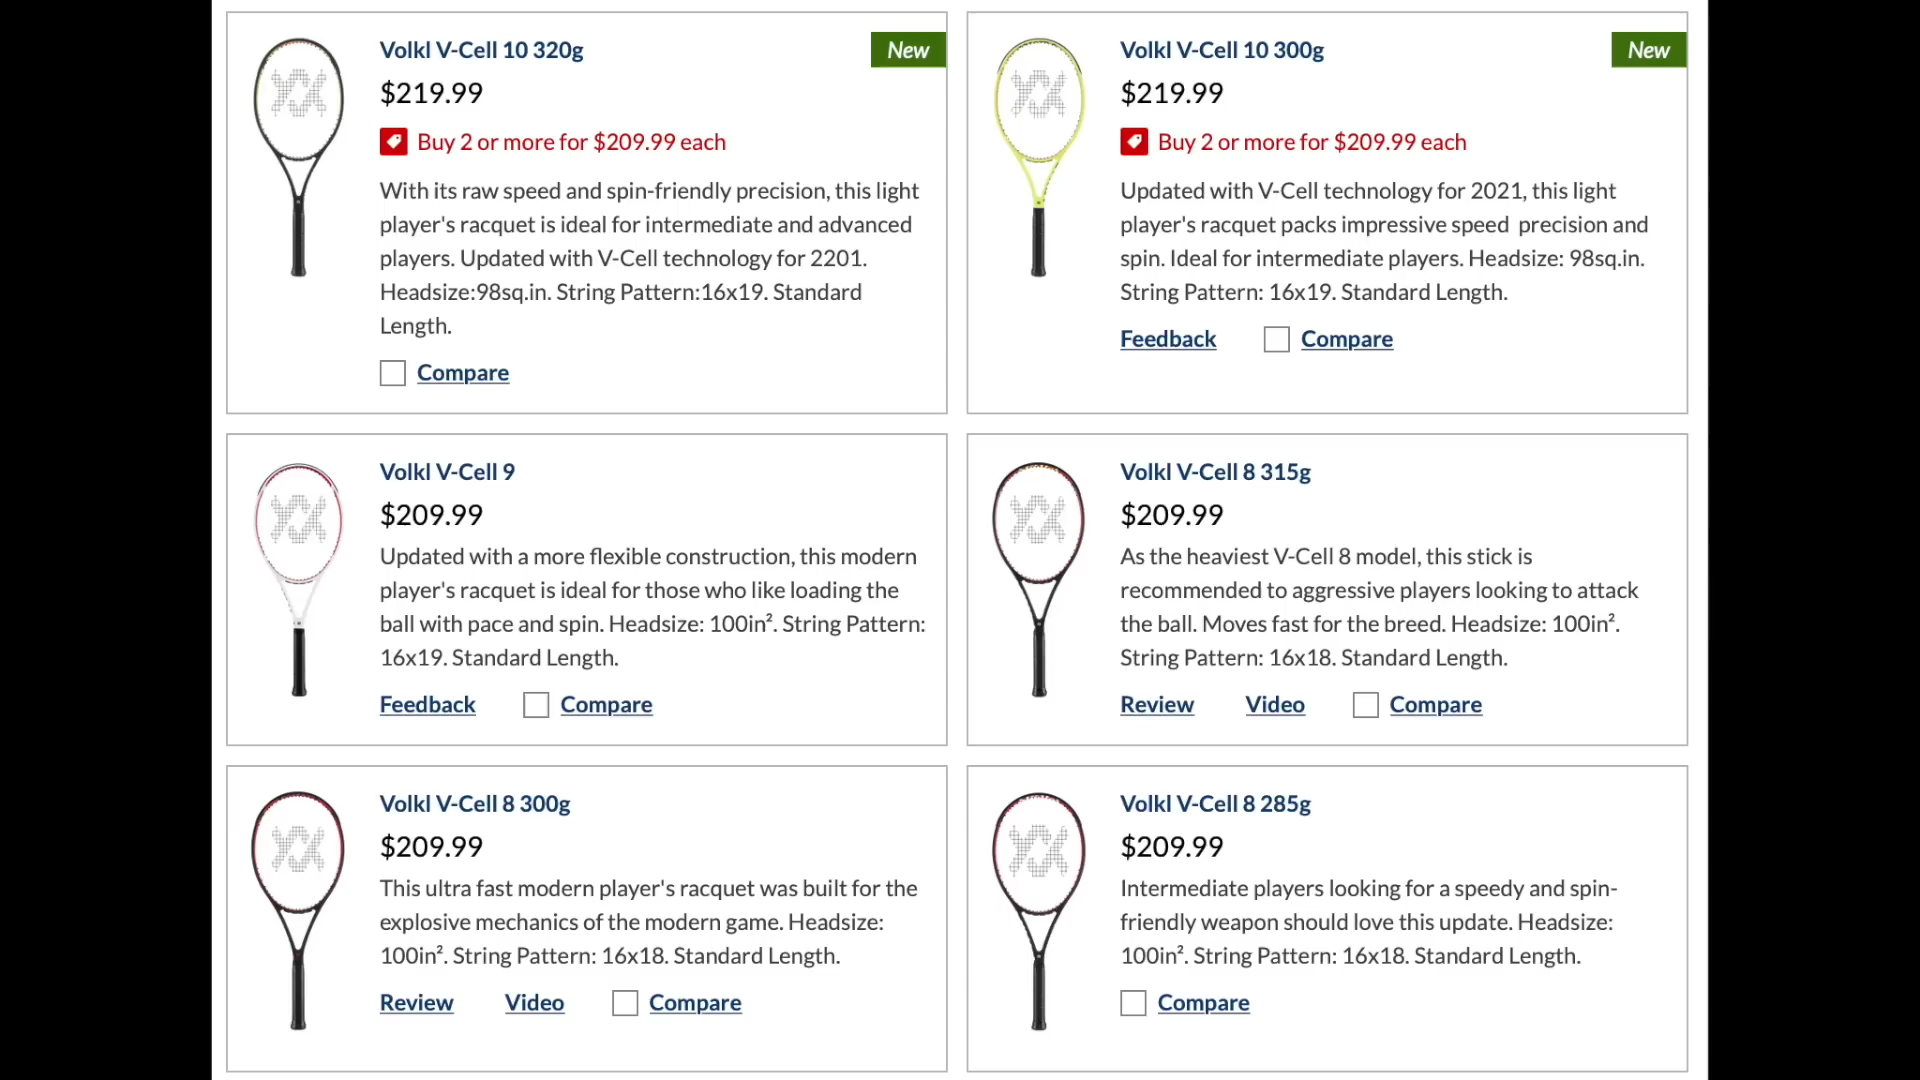 Volkl V-Cell 10 320g
New
$219.99
Buy 2 or more for $209.99 each
With its raw speed and spin-friendly precision, this light
player's racquet is ideal for intermediate and advanced
players. Updated with V-Cell technology for 2201.
Headsize:98sq.in. String Pattern:16x19. Standard
Length.
Compare
Volkl V-Cell 10 300g
New
$219.99
Buy 2 or more for $209.99 each
Updated with V-Cell technology for 2021, this light
player's racquet packs impressive speed  precision and
spin. Ideal for intermediate players. Headsize: 98sq.in.
String Pattern: 16x19. Standard Length.
Feedback Compare
Volkl V-Cell 9
$209.99
Updated with a more flexible construction, this modern
player's racquet is ideal for those who like loading the
ball with pace and spin. Headsize: 100in². String Pattern:
16x19. Standard Length.
Feedback Compare
Volkl V-Cell 8 315g
$209.99
As the heaviest V-Cell 8 model, this stick is
recommended to aggressive players looking to attack
the ball. Moves fast for the breed. Headsize: 100in².
String Pattern: 16x18. Standard Length.
Review Video Compare
Volkl V-Cell 8 300g
$209.99
This ultra fast modern player's racquet was built for the
explosive mechanics of the modern game. Headsize:
100in². String Pattern: 16x18. Standard Length.
Review Video Compare
Volkl V-Cell 8 285g
$209.99
Intermediate players looking for a speedy and spin-
friendly weapon should love this update. Headsize:
100in². String Pattern: 16x18. Standard Length.
Compare